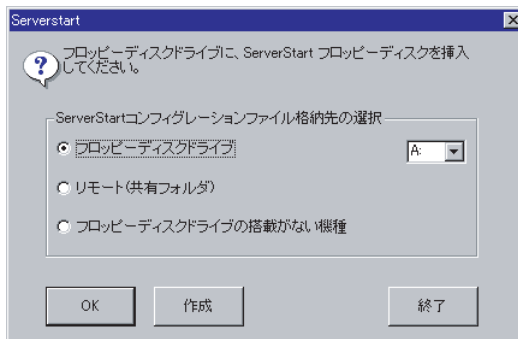 Serverstart
フロッピーディスクドライブに、ServerStart フロッピーディスクを挿入
してください。
ServerStartコンフィグレーションファイル格納先の選択
フロッピーディスクドライブ
A:
リモート(共有フォルダ)
フロッピーディスクドライブの搭載がない機種
OK
作成
終了